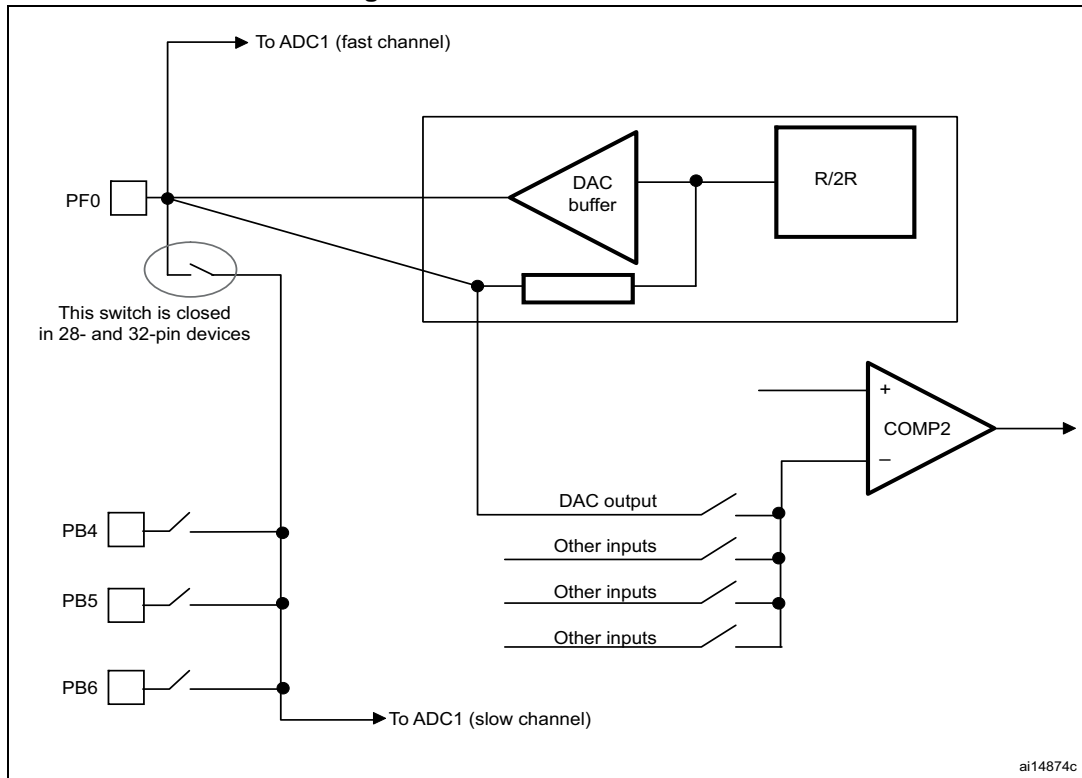 To ADC1 (fast channel)
DAC
buffer
R/2R
PF0
This switch is closed
in 28- and 32-pin devices
+
COMP2
–
DAC output
PB4
Other inputs
PB5
Other inputs
Other inputs
PB6
To ADC1 (slow channel)
ai14874c